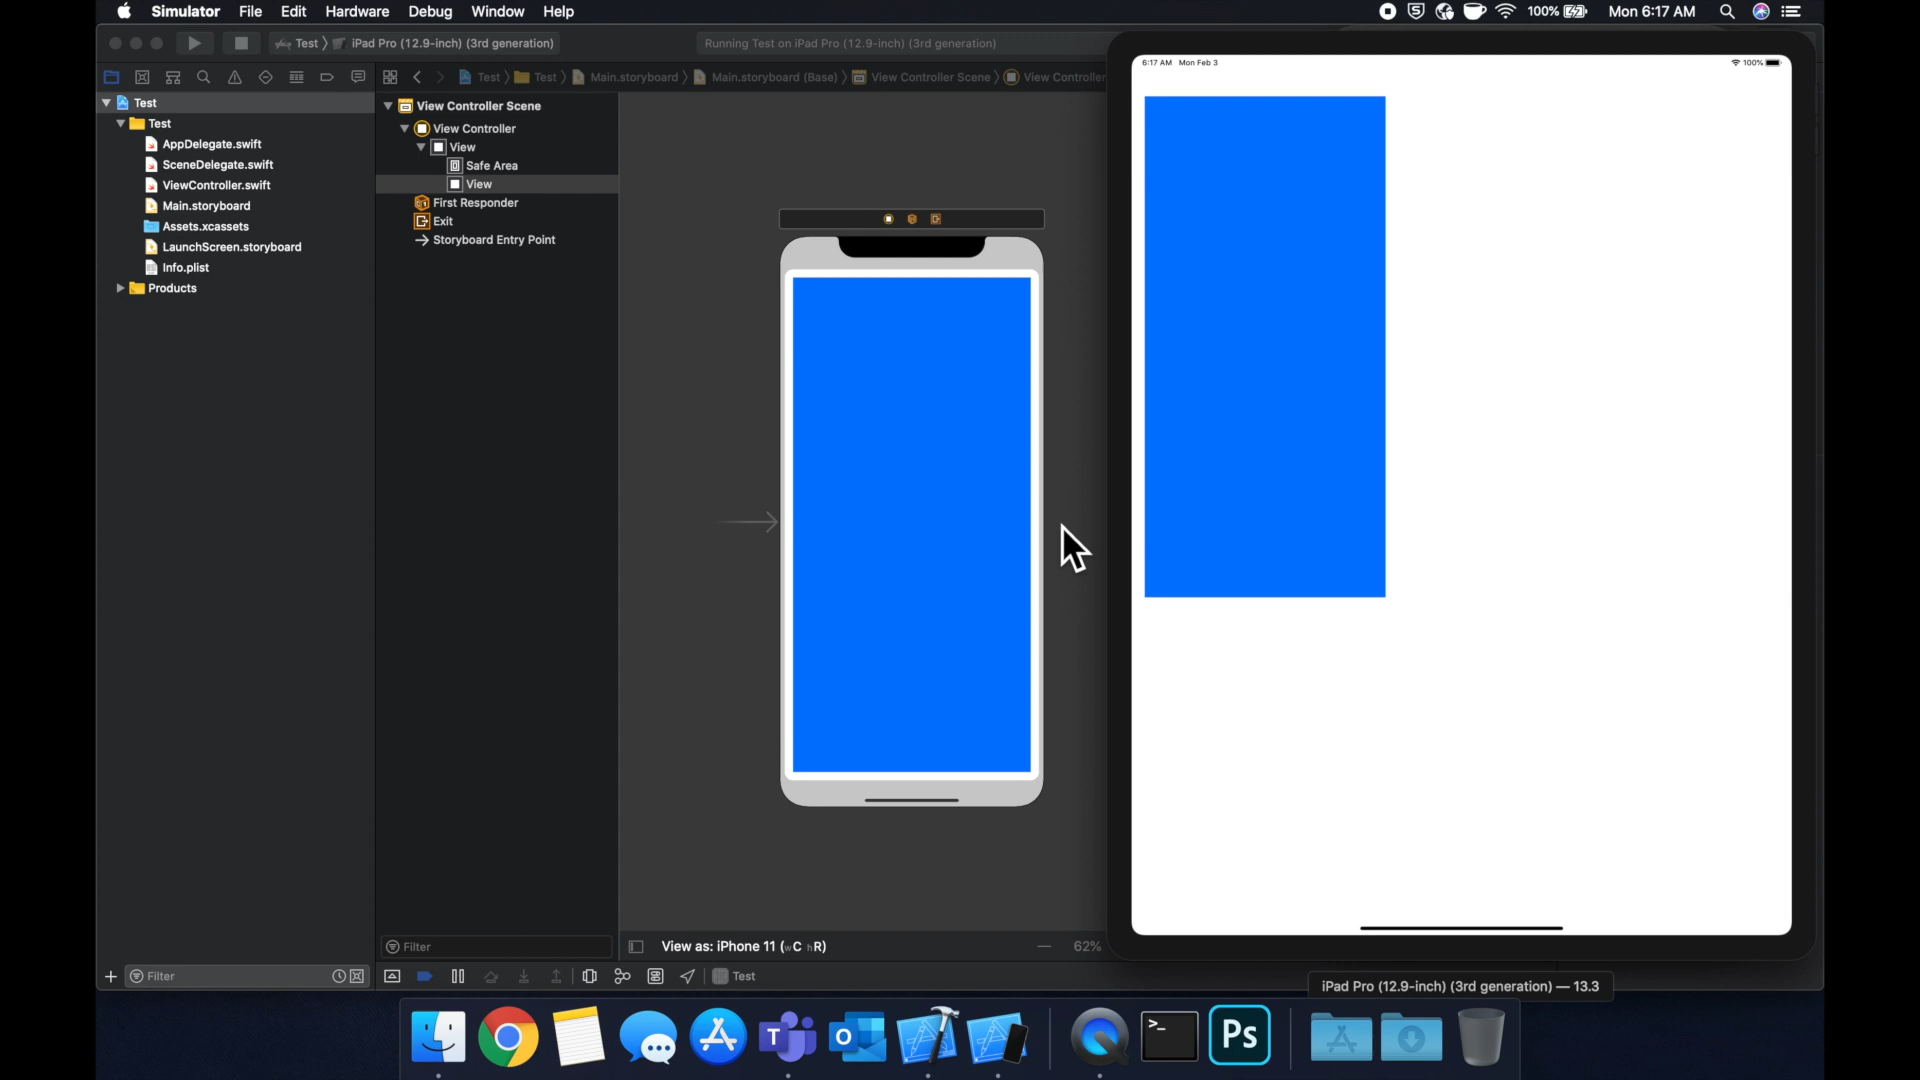 Simulator File Edit Hardware Debug Window Help
100% Mon 6:17 AM
Test 〉 iPad Pro (12.9-inch) (3rd generation)
Running Test on iPad Pro (12.9-inch) (3rd generation)
Test 〉 Test 〉 Main.storyboard 〉 Main.storyboard (Base) 〉 View Controller Scene 〉 View Controller
6:17 AM Mon Feb 3
100%
Test
Test
AppDelegate.swift
SceneDelegate.swift
ViewController.swift
Main.storyboard
Assets.xcassets
LaunchScreen.storyboard
Info.plist
Products
View Controller Scene
View Controller
View
Safe Area
View
First Responder
Exit
Storyboard Entry Point
Filter
View as: iPhone 11 (wC hR)
62%
Filter
Test
iPad Pro (12.9-inch) (3rd generation) — 13.3
T
O
>_
Ps